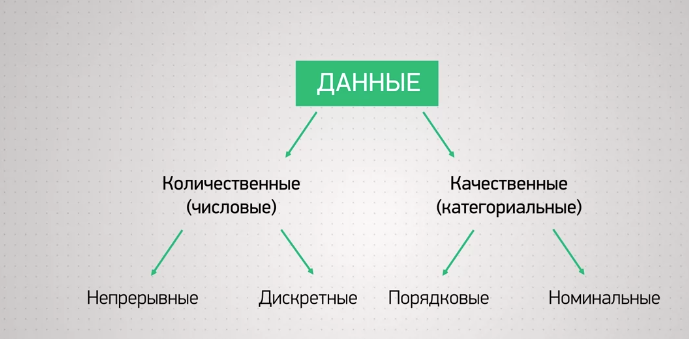 ДАННЫЕ
Количественные
(числовые)
Качественные
(категориальные)
Непрерывные
Дискретные
Порядковые
Номинальные